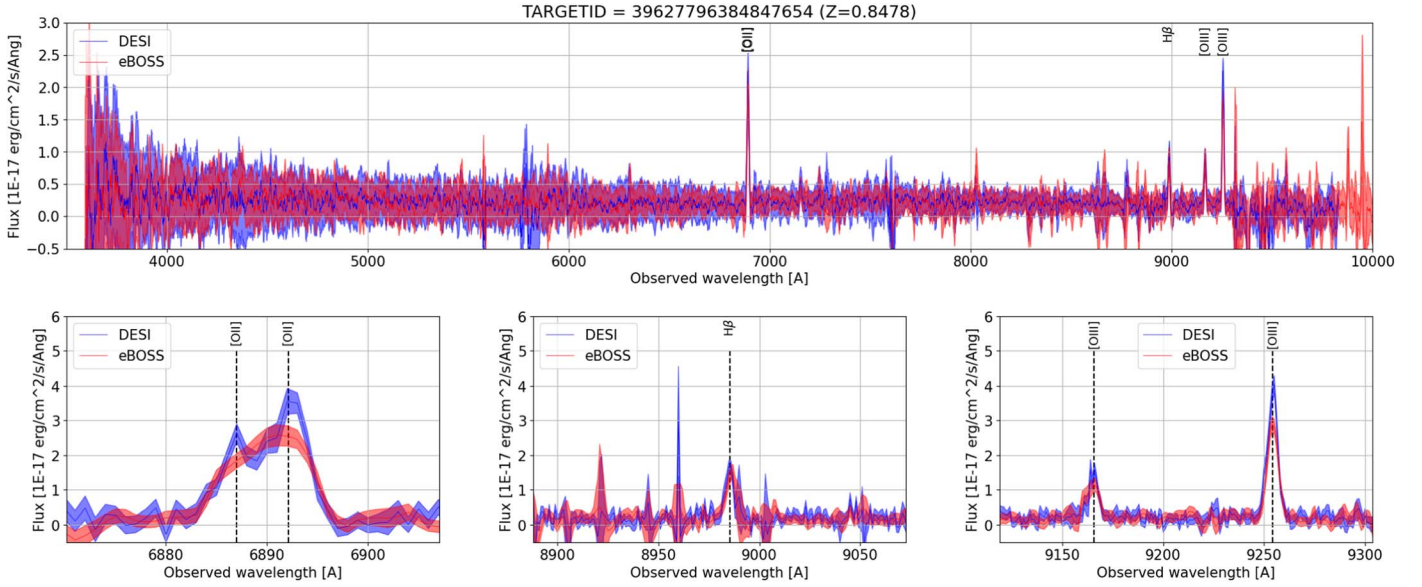 TARGETID = 39627796384847654 (Z=0.8478)
Flux [1E-17 erg/cm^2/s/Ang]
3.0
2.5
2.0
1.5
1.0
0.5
0.0
−0.5
DESI
eBOSS
[OII]
Hβ
[OIII]
[OIII]
4000 5000 6000 7000 8000 9000 10000
Observed wavelength [A]
Flux [1E-17 erg/cm^2/s/Ang]
6
5
4
3
2
1
0
DESI
eBOSS
[OII]
[OII]
6880 6890 6900
Observed wavelength [A]
Flux [1E-17 erg/cm^2/s/Ang]
6
5
4
3
2
1
0
DESI
eBOSS
Hβ
8900 8950 9000 9050
Observed wavelength [A]
Flux [1E-17 erg/cm^2/s/Ang]
6
5
4
3
2
1
0
[OIII]
DESI
eBOSS
[OIII]
9150 9200 9250 9300
Observed wavelength [A]